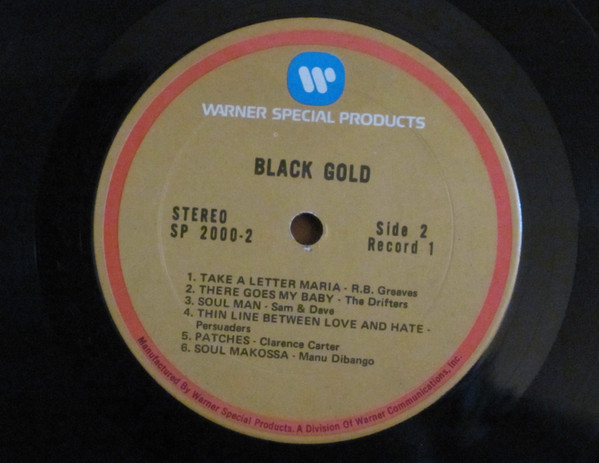 WARNER SPECIAL PRODUCTS
BLACK GOLD
STEREO
SP 2000-2
Side 2
Record 1
1. TAKE A LETTER MARIA - R.B. Greaves
2. THERE GOES MY BABY - The Drifters
3. SOUL MAN - Sam & Dave
4. THIN LINE BETWEEN LOVE AND HATE -
Persuaders
5. PATCHES - Clarence Carter
6. SOUL MAKOSSA - Manu Dibango
Manufactured By Warner Special Products. A Division Of Warner Communications, Inc.